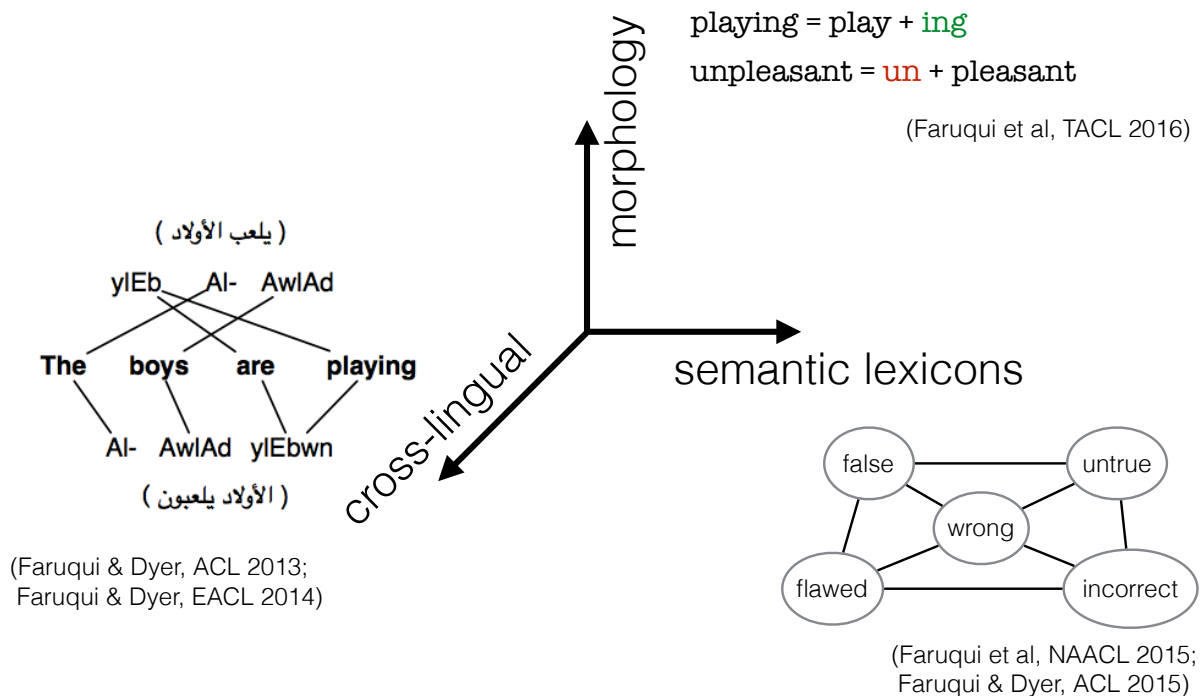 playing = play + ing
unpleasant = un + pleasant
(Faruqui et al, TACL 2016)
morphology
( يلعب الأولاد )
ylEb Al- AwlAd
The boys are playing
Al- AwlAd ylEbwn
( الأولاد يلعبون )
(Faruqui & Dyer, ACL 2013;
Faruqui & Dyer, EACL 2014)
cross-lingual
semantic lexicons
false untrue
wrong
flawed incorrect
(Faruqui et al, NAACL 2015;
Faruqui & Dyer, ACL 2015)